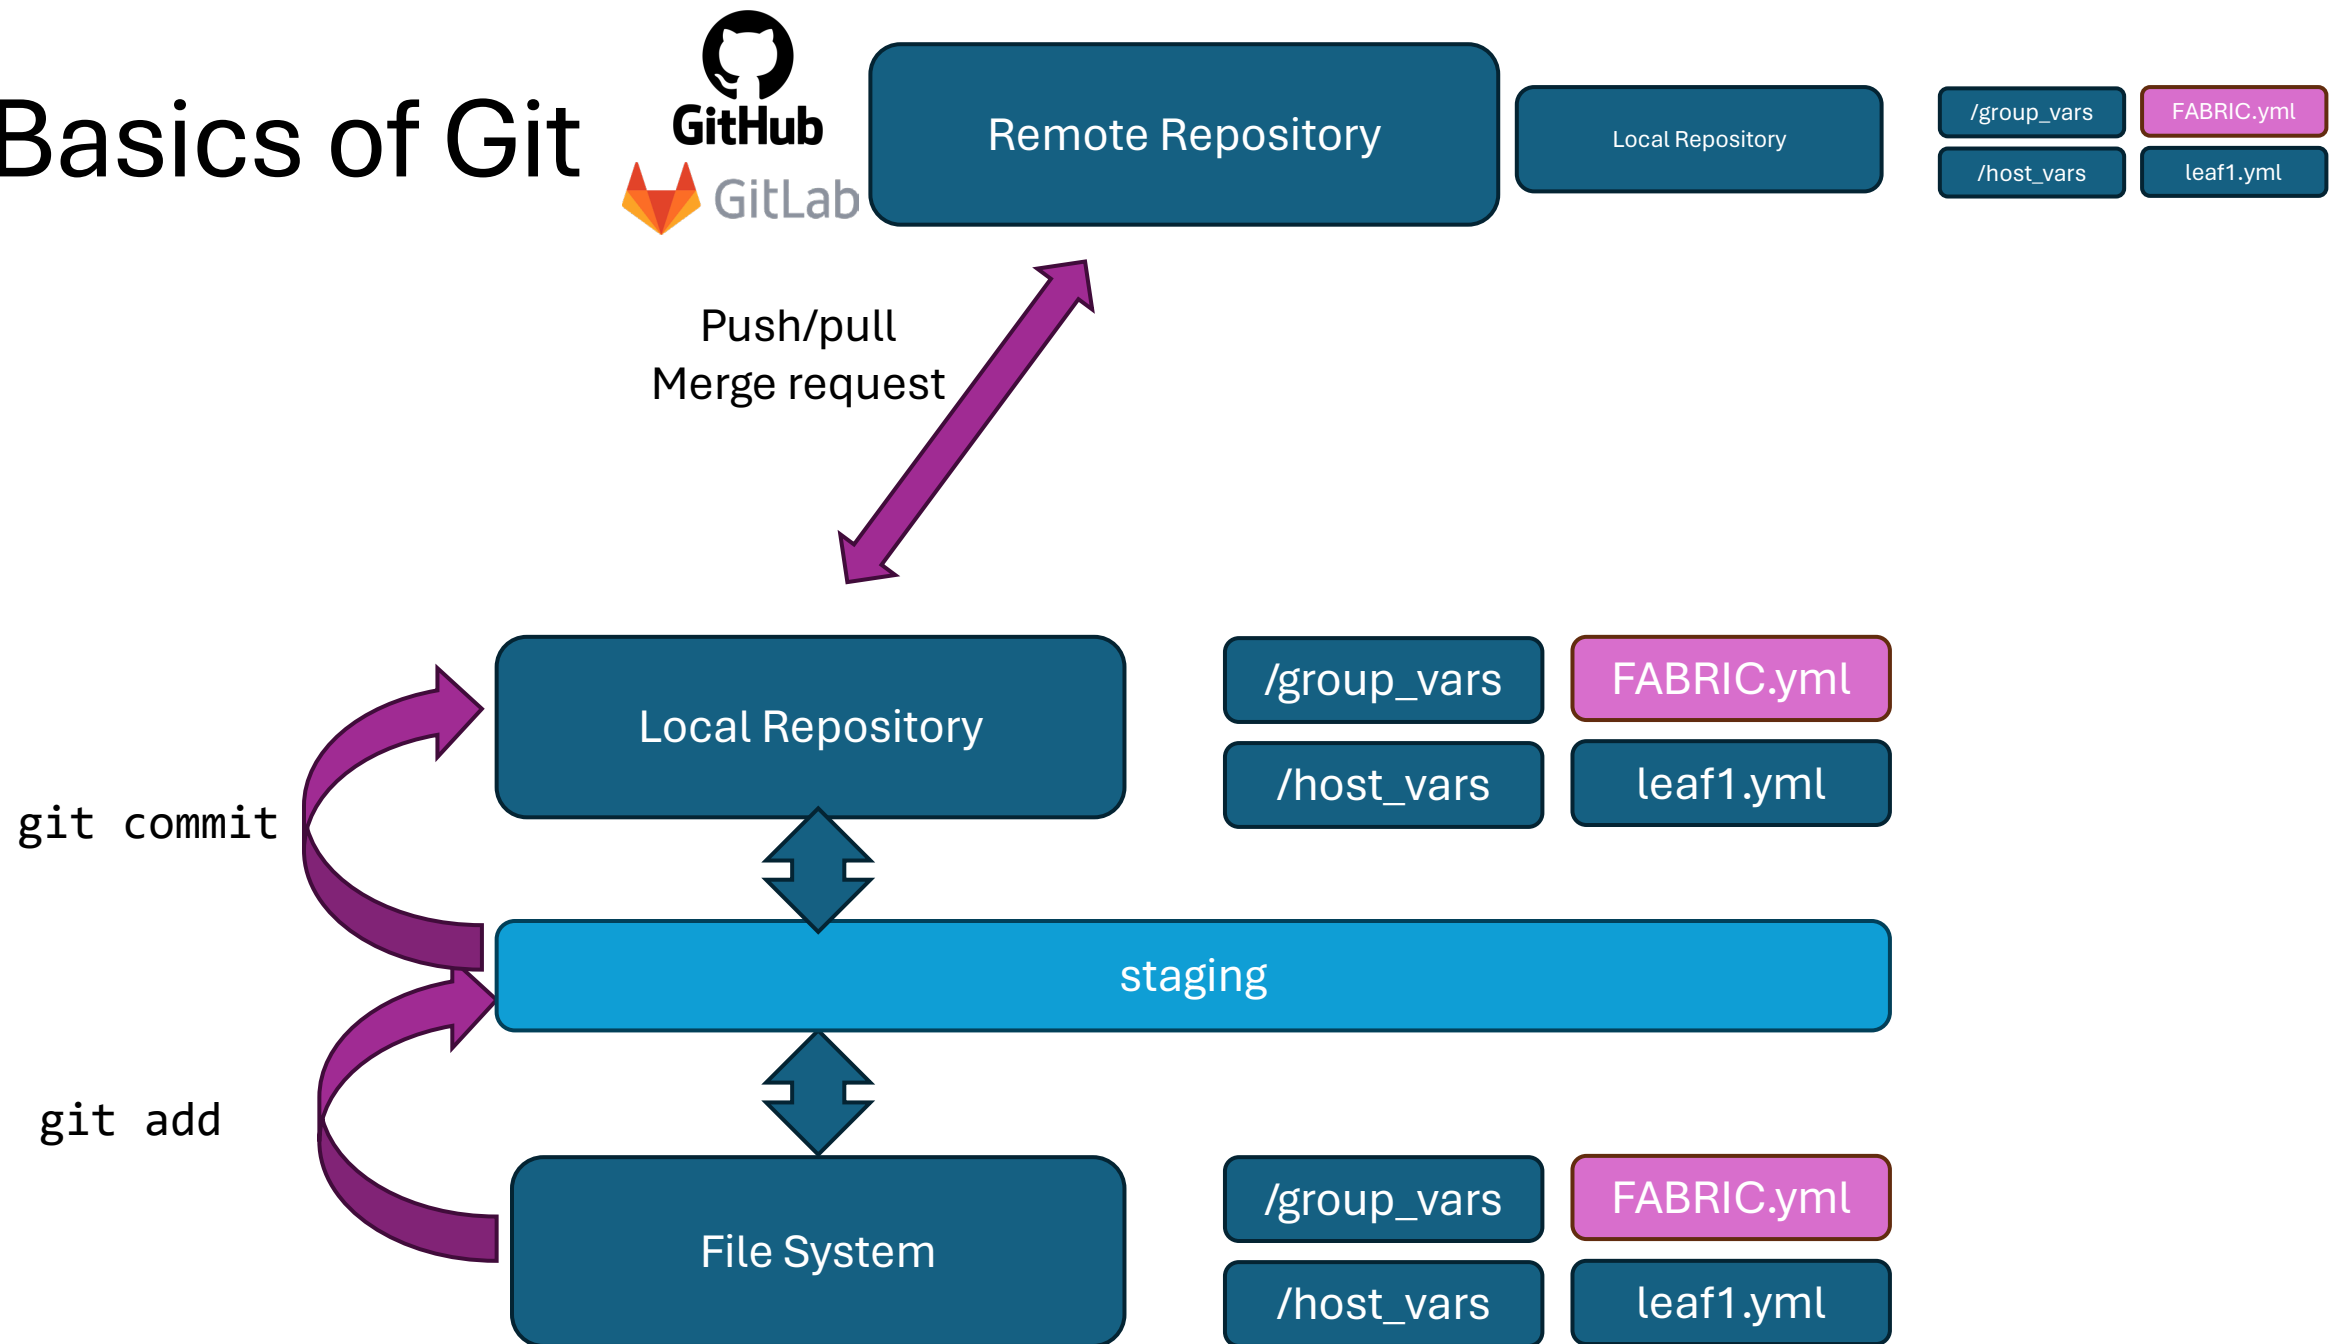 Basics of Git
GitHub
GitLab
Remote Repository
Local Repository
/group_vars
FABRIC.yml
/host_vars
leaf1.yml
Push/pull
Merge request
Local Repository
/group_vars
FABRIC.yml
/host_vars
leaf1.yml
git commit
staging
git add
File System
/group_vars
FABRIC.yml
/host_vars
leaf1.yml